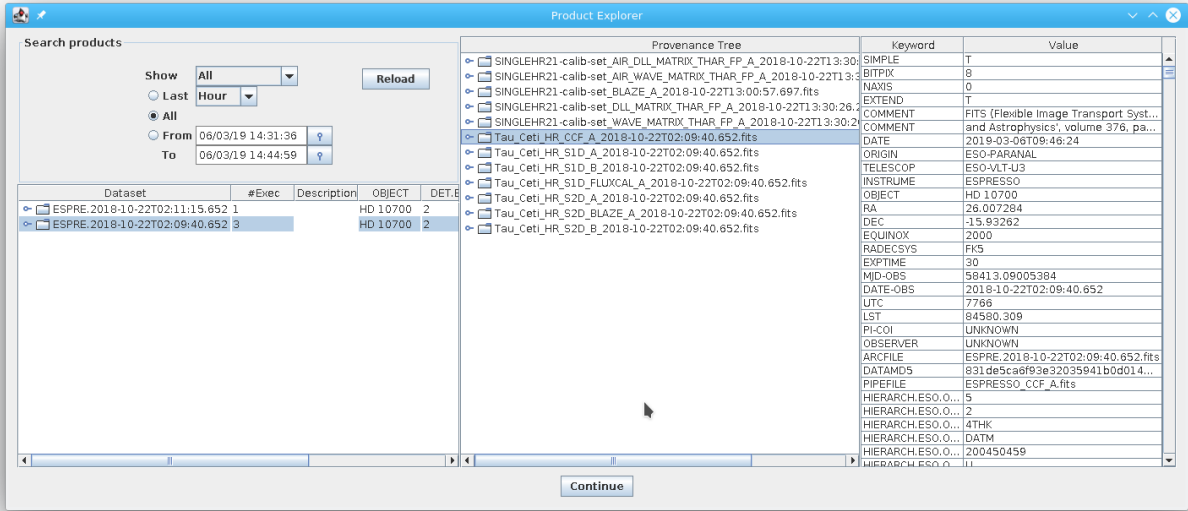 Product Explorer
Search products
Show All
Reload
Last Hour
All
From 06/03/19 14:31:36
To 06/03/19 14:44:59
Dataset #Exec Description OBJECT DET.B
ESPRE.2018-10-22T02:11:15.652 1 HD 10700 2
ESPRE.2018-10-22T02:09:40.652 3 HD 10700 2
Provenance Tree
SINGLEHR21-calib-set_AIR_DLL_MATRIX_THAR_FP_A_2018-10-22T13:30:
SINGLEHR21-calib-set_AIR_WAVE_MATRIX_THAR_FP_A_2018-10-22T13:3
SINGLEHR21-calib-set_BLAZE_A_2018-10-22T13:00:57.697.fits
SINGLEHR21-calib-set_DLL_MATRIX_THAR_FP_A_2018-10-22T13:30:26.2
SINGLEHR21-calib-set_WAVE_MATRIX_THAR_FP_A_2018-10-22T13:30:2
Tau_Ceti_HR_CCF_A_2018-10-22T02:09:40.652.fits
Tau_Ceti_HR_S1D_A_2018-10-22T02:09:40.652.fits
Tau_Ceti_HR_S1D_B_2018-10-22T02:09:40.652.fits
Tau_Ceti_HR_S1D_FLUXCAL_A_2018-10-22T02:09:40.652.fits
Tau_Ceti_HR_S2D_A_2018-10-22T02:09:40.652.fits
Tau_Ceti_HR_S2D_BLAZE_A_2018-10-22T02:09:40.652.fits
Tau_Ceti_HR_S2D_B_2018-10-22T02:09:40.652.fits
Keyword Value
SIMPLE T
BITPIX 8
NAXIS 0
EXTEND T
COMMENT FITS (Flexible Image Transport Syst...
COMMENT and Astrophysics', volume 376, pa...
DATE 2019-03-06T09:46:24
ORIGIN ESO-PARANAL
TELESCOP ESO-VLT-U3
INSTRUME ESPRESSO
OBJECT HD 10700
RA 26.007284
DEC -15.93262
EQUINOX 2000
RADECSYS FK5
EXPTIME 30
MJD-OBS 58413.09005384
DATE-OBS 2018-10-22T02:09:40.652
UTC 7766
LST 84580.309
PI-COI UNKNOWN
OBSERVER UNKNOWN
ARCFILE ESPRE.2018-10-22T02:09:40.652.fits
DATAMD5 831de5ca6f93e32035941b0d014...
PIPEFILE ESPRESSO_CCF_A.fits
HIERARCH.ESO.O... 5
HIERARCH.ESO.O... 2
HIERARCH.ESO.O... 4THK
HIERARCH.ESO.O... DATM
HIERARCH.ESO.O... 200450459
HIERARCH.ESO.O
Continue